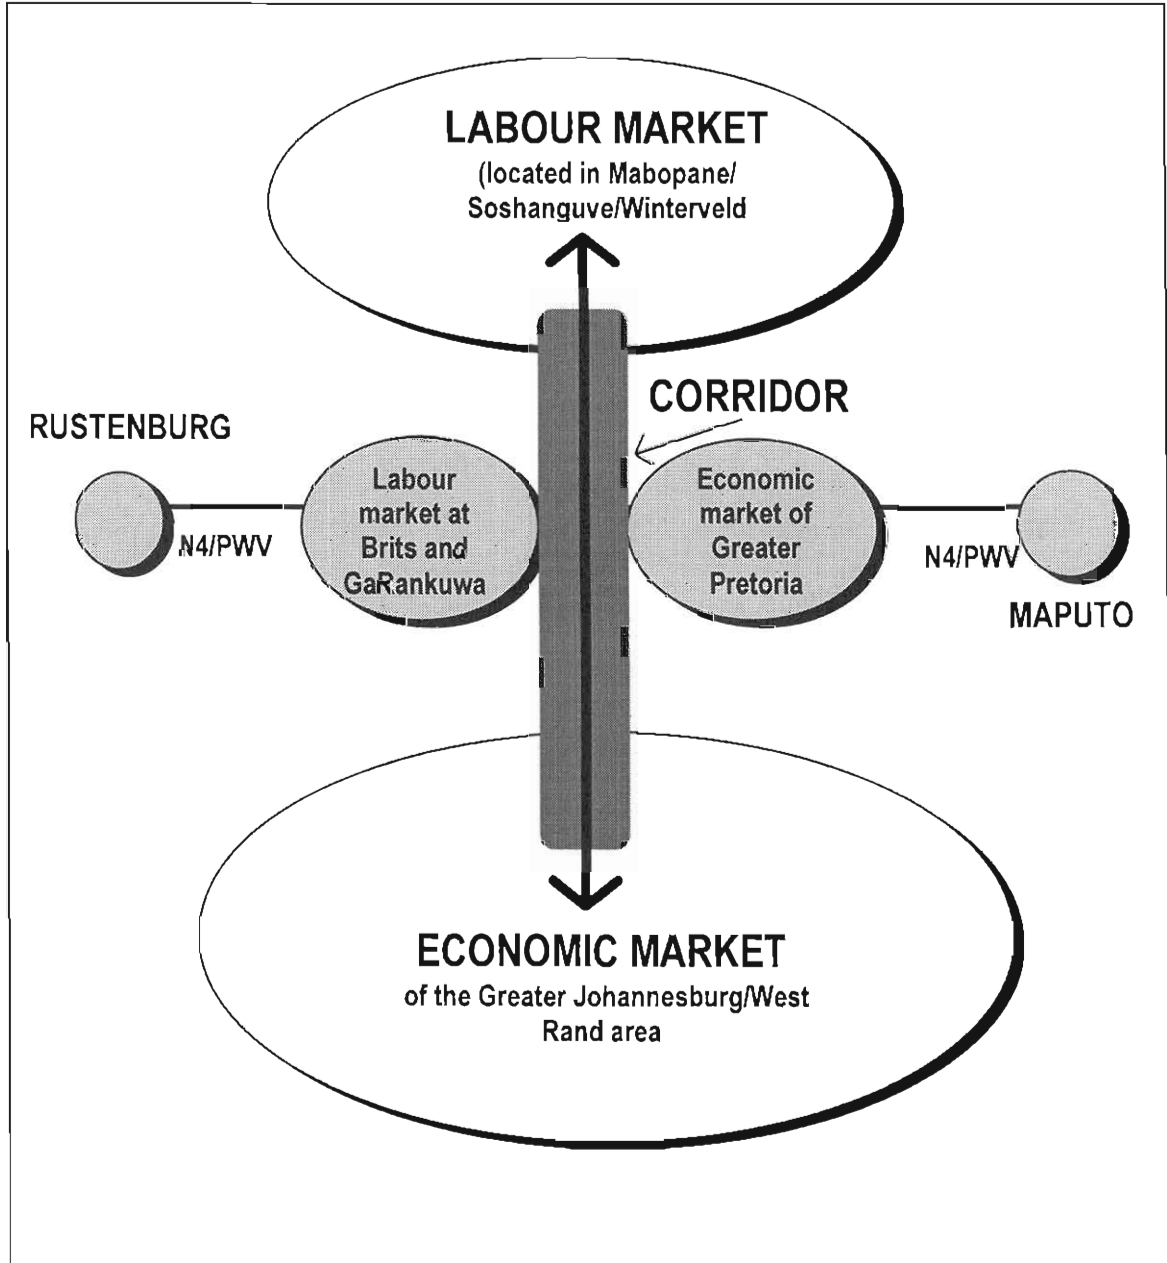 LABOUR MARKET
(located in Mabopane/
Soshanguve/Winterveld
CORRIDOR
RUSTENBURG
Labour
market at
Brits and
GaRankuwa
Economic
market of
Greater
Pretoria
N4/PWV
N4/PWV
MAPUTO
ECONOMIC MARKET
of the Greater Johannesburg/West
Rand area